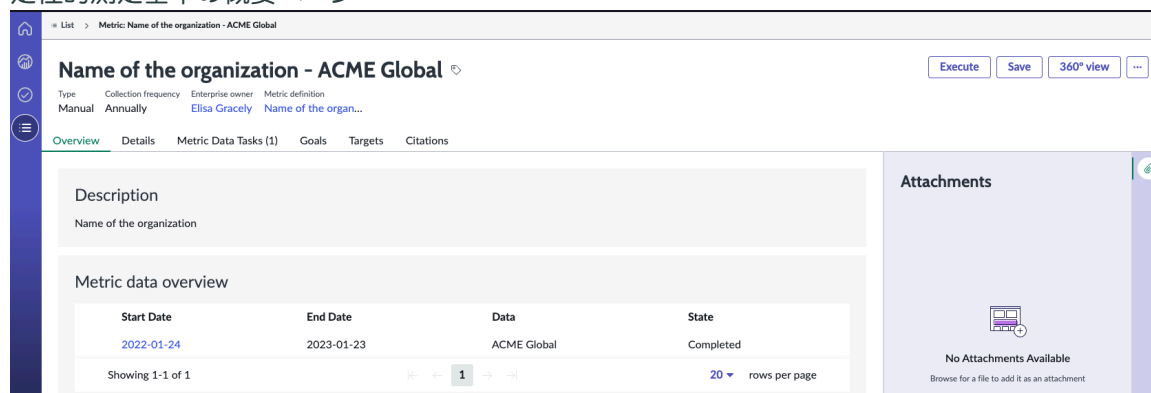 List > Metric: Name of the organization - ACME Global
Name of the organization - ACME Global
Execute Save 360° view ...
Type Collection frequency Enterprise owner Metric definition
Manual Annually Elisa Gracely Name of the organ...
Overview Details Metric Data Tasks (1) Goals Targets Citations
Description
Name of the organization
Metric data overview
Start Date End Date Data State
2022-01-24 2023-01-23 ACME Global Completed
Showing 1-1 of 1 1 20 rows per page
Attachments
No Attachments Available
Browse for a file to add it as an attachment